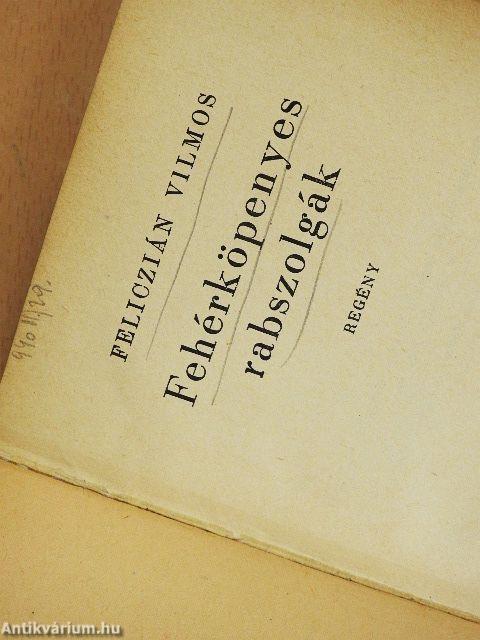 FELICZIÁN VILMOS
Fehérköpenyes
rabszolgák
REGÉNY
Antikvárium.hu